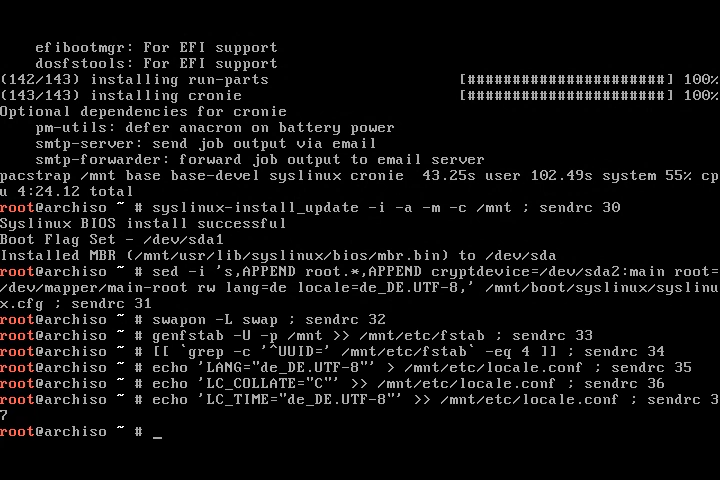 efibootmgr: For EFI support
    dosfstools: For EFI support
(142/143) installing run-parts                     [######################] 100%
(143/143) installing cronie                        [######################] 100%
Optional dependencies for cronie
    pm-utils: defer anacron on battery power
    smtp-server: send job output via email
    smtp-forwarder: forward job output to email server
pacstrap /mnt base base-devel syslinux cronie  43.25s user 102.49s system 55% cp
u 4:24.12 total
root@archiso ~ # syslinux-install_update -i -a -m -c /mnt ; sendrc 30
Syslinux BIOS install successful
Boot Flag Set - /dev/sda1
Installed MBR (/mnt/usr/lib/syslinux/bios/mbr.bin) to /dev/sda
root@archiso ~ # sed -i 's,APPEND root.*,APPEND cryptdevice=/dev/sda2:main root=
/dev/mapper/main-root rw lang=de locale=de_DE.UTF-8,' /mnt/boot/syslinux/syslinu
x.cfg ; sendrc 31
root@archiso ~ # swapon -L swap ; sendrc 32
root@archiso ~ # genfstab -U -p /mnt >> /mnt/etc/fstab ; sendrc 33
root@archiso ~ # [[ `grep -c '^UUID=' /mnt/etc/fstab` -eq 4 ]] ; sendrc 34
root@archiso ~ # echo 'LANG="de_DE.UTF-8"' > /mnt/etc/locale.conf ; sendrc 35
root@archiso ~ # echo 'LC_COLLATE="C"' >> /mnt/etc/locale.conf ; sendrc 36
root@archiso ~ # echo 'LC_TIME="de_DE.UTF-8"' >> /mnt/etc/locale.conf ; sendrc 3
7
root@archiso ~ # _